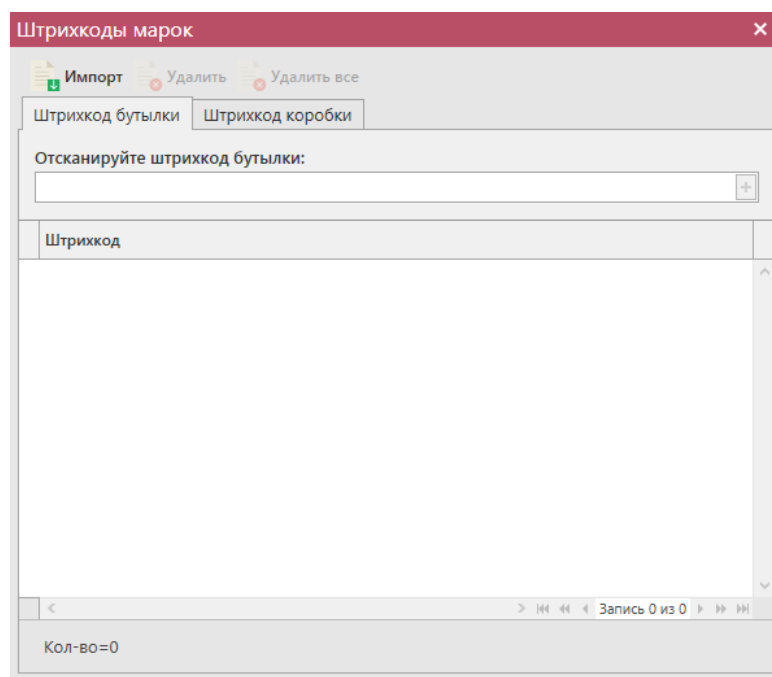 Штрихкоды марок
Импорт Удалить Удалить все
Штрихкод бутылки Штрихкод коробки
Отсканируйте штрихкод бутылки:
Штрихкод
Запись 0 из 0
Кол-во=0